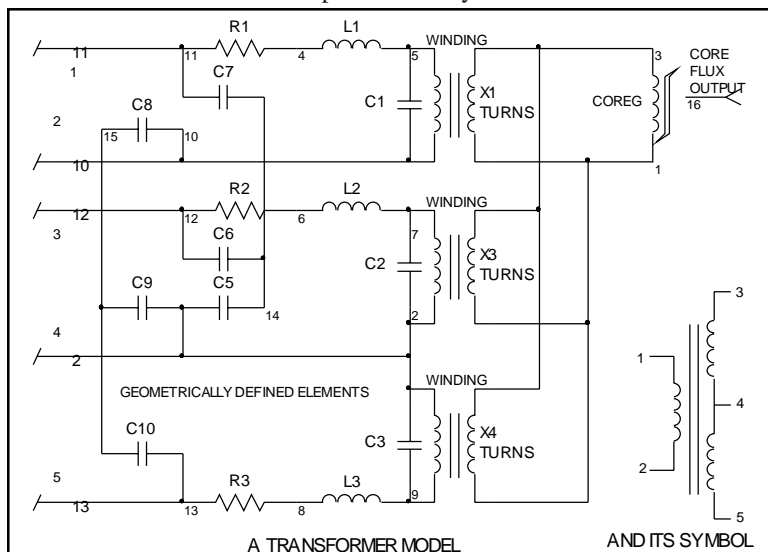 R1
L1
WINDING
11
11
4
5
3
CORE
FLUX
OUTPUT
16
1
C7
C8
C1
X1
TURNS
COREG
2
15
10
10
1
R2
L2
12
12
6
3
7
C6
C2
X3
TURNS
C9
C5
14
2
3
4
2
1
WINDING
4
GEOMETRICALLY DEFINED ELEMENTS
C10
C3
X4
TURNS
2
5
R3
L3
9
13
13
8
5
A TRANSFORMER MODEL
AND ITS SYMBOL